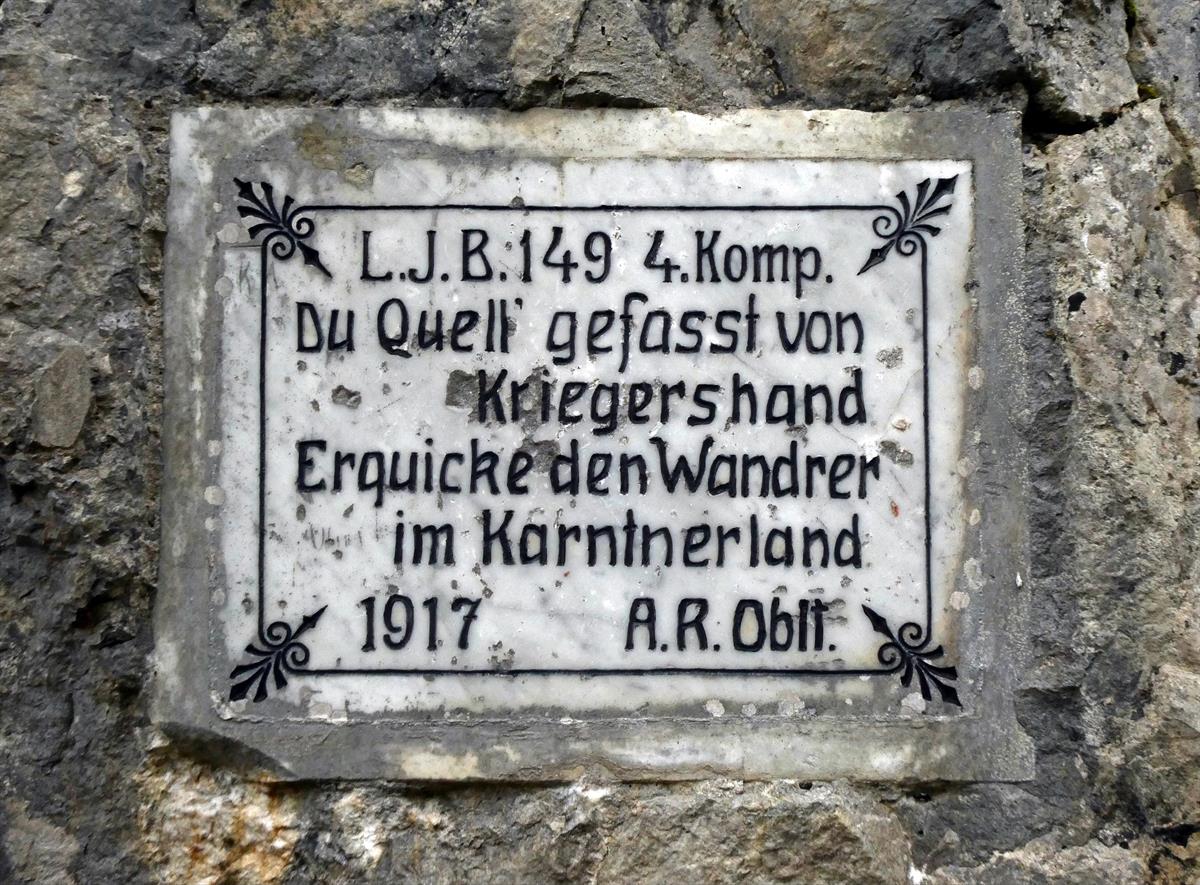 L.J.B.149 4.Komp.
Du Quell' gefasst von
Kriegershand
Erquicke den Wandrer
im Karntnerland
1917 A.R. Oblt.